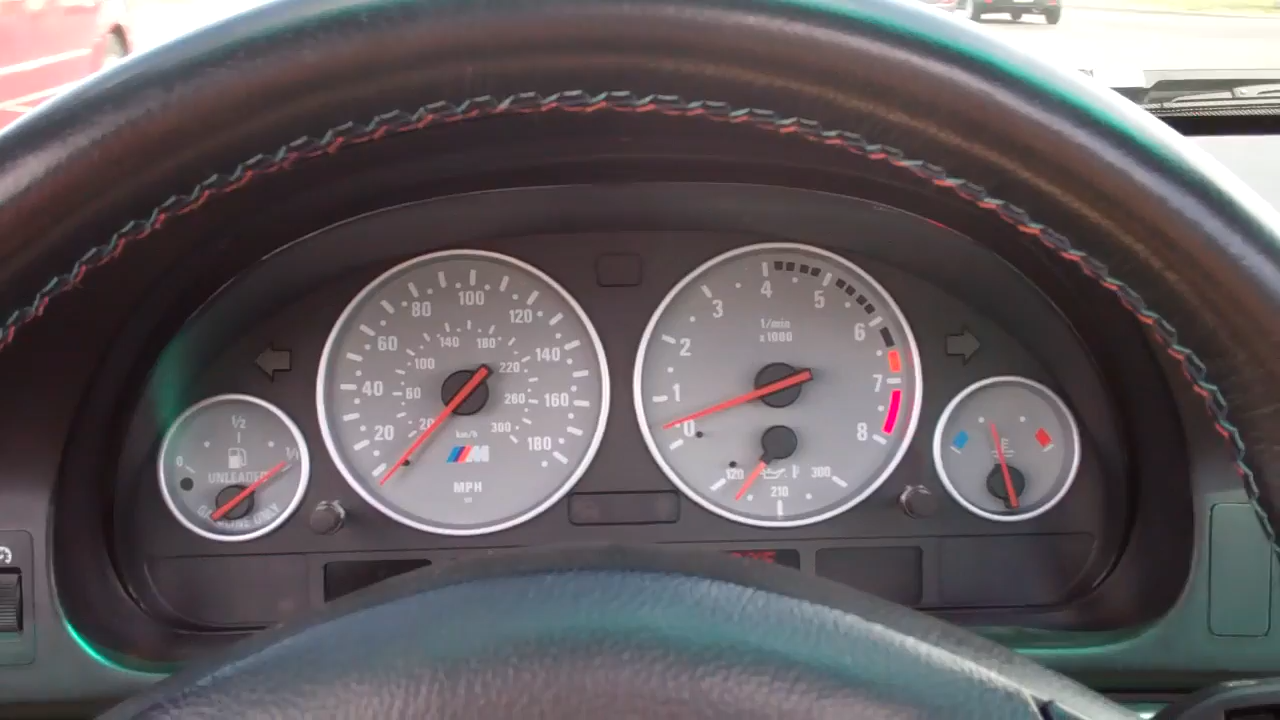 0 1/2 1/1
UNLEADED
GASOLINE ONLY
20 40 60 80 100 120 140 160 180
20 60 100 140 180 220 260 300
km/h
M
MPH
0 1 2 3 4 5 6 7 8
1/min
x1000
120 210 300